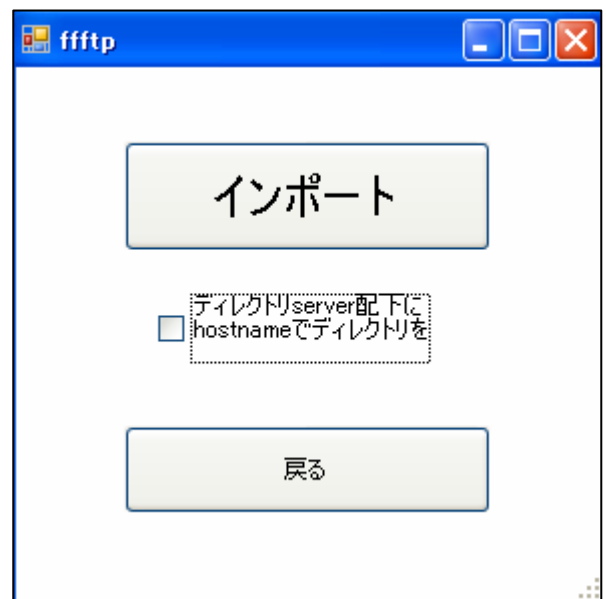 ffftp
インポート
ディレクトリserver配下に
hostnameでディレクトリを
戻る